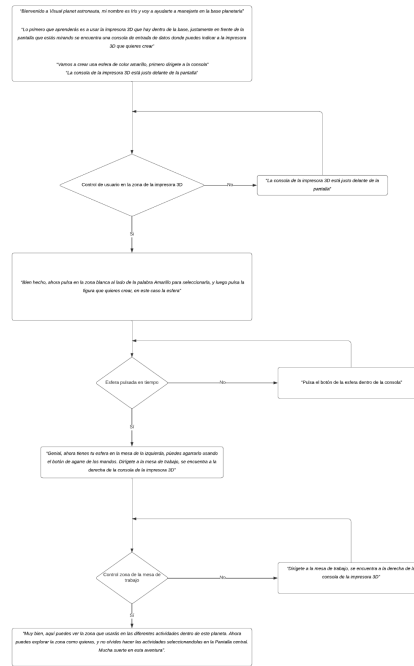 "Bienvenido a Visual planet astronauta, mi nombre es Iris y voy a ayudarte a manejarte en la base planetaria"
"Lo primero que aprenderás es a usar la impresora 3D que hay dentro de la base, justamente en frente de la
pantalla que estás mirando se encuentra una consola de entrada de datos donde puedes indicar a la impresora
3D que quieres crear"
"Vamos a crear una esfera de color amarillo, primero dirígete a la consola"
"La consola de la impresora 3D está justo delante de la pantalla"
Control de usuario en la zona de la impresora 3D
No
"La consola de la impresora 3D está justo delante de la
pantalla"
Si
"Bien hecho, ahora pulsa en la zona blanca al lado de la palabra Amarillo para seleccionarlo, y luego pulsa la
figura que quieres crear, en este caso la esfera"
Esfera pulsada en tiempo
No
"Pulsa el botón de la esfera dentro de la consola"
Si
"Genial, ahora tienes tu esfera en la mesa de la izquierda, puedes agarrarla usando
el botón de agarre de los mandos. Dirígete a la mesa de trabajo, se encuentra a la
derecha de la consola de la impresora 3D"
Control zona de la mesa de
trabajo
No
"Dirígete a la mesa de trabajo, se encuentra a la derecha de la
consola de la impresora 3D"
Si
"Muy bien, aquí puedes ver la zona que usarás en las diferentes actividades dentro de este planeta. Ahora
puedes explorar la zona como quieras, y no olvides hacer las actividades seleccionándolas en la Pantalla central.
Mucha suerte en esta aventura".